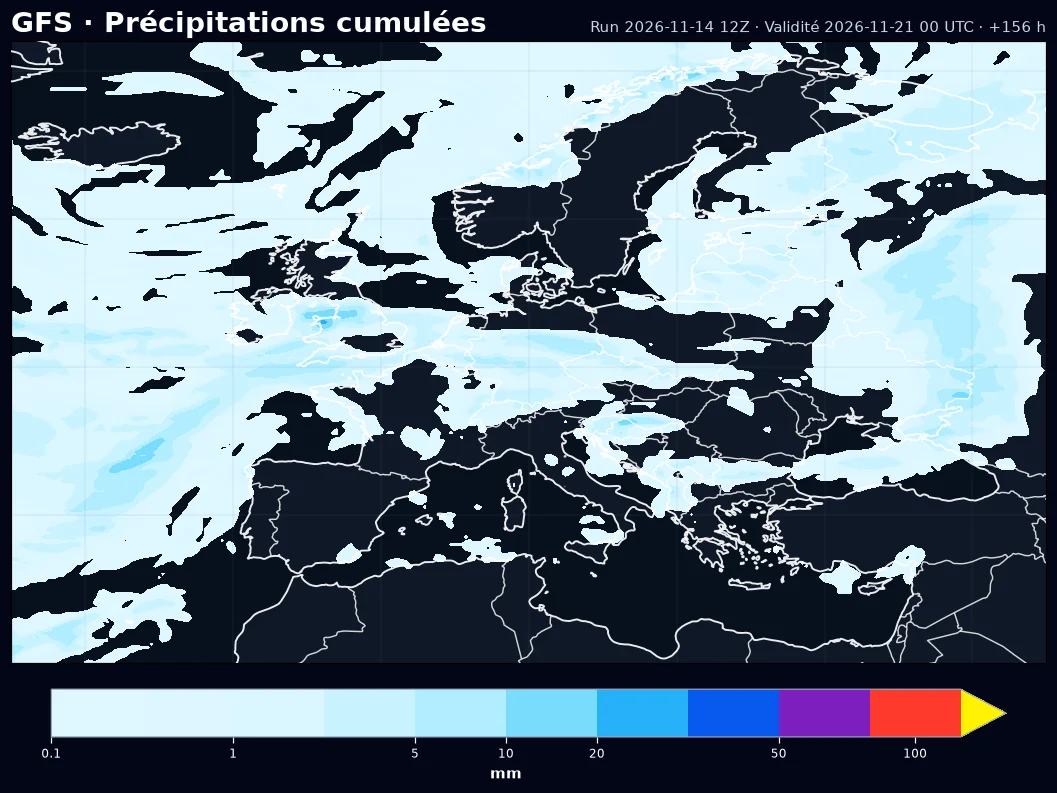 GFS · Précipitations cumulées
Run 2026-11-14 12Z · Validité 2026-11-21 00 UTC · +156 h
0.1 1 5 10 20 50 100
mm